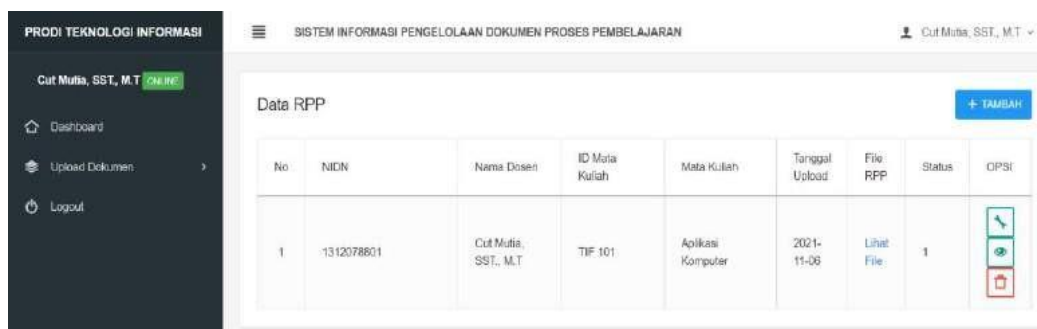 PRODI TEKNOLOGI INFORMASI
SISTEM INFORMASI PENGELOLAAN DOKUMEN PROSES PEMBELAJARAN
Cut Mutia, SST., M.T
Cut Mutia, SST., M.T ONLINE
Dashboard
Upload Dokumen
Logout
Data RPP
+ TAMBAH
No NIDN Nama Dosen ID Mata Kuliah Mata Kuliah Tanggal Upload File RPP Status OPSI
1 1312078801 Cut Mutia, SST., M.T TIF 101 Aplikasi Komputer 2021-11-06 Lihat File 1